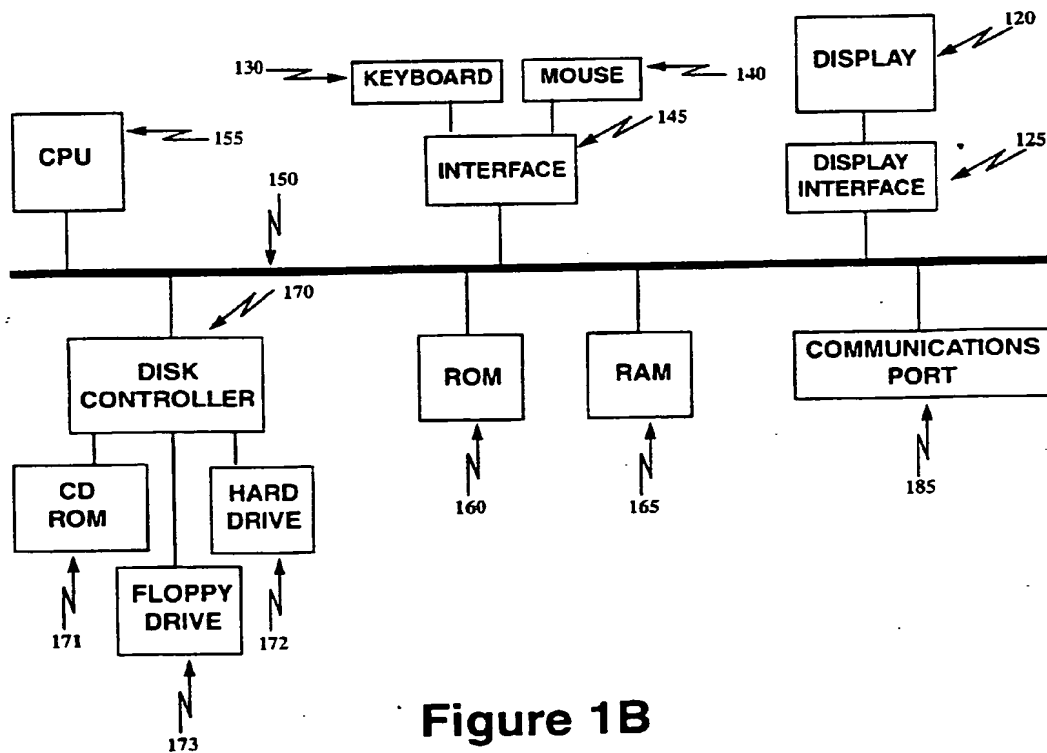 120
DISPLAY
130
KEYBOARD
MOUSE
140
145
155
CPU
INTERFACE
125
DISPLAY
INTERFACE
150
170
DISK
CONTROLLER
ROM
RAM
COMMUNICATIONS
PORT
CD
ROM
HARD
DRIVE
160
165
185
FLOPPY
DRIVE
171
172
173
Figure 1B